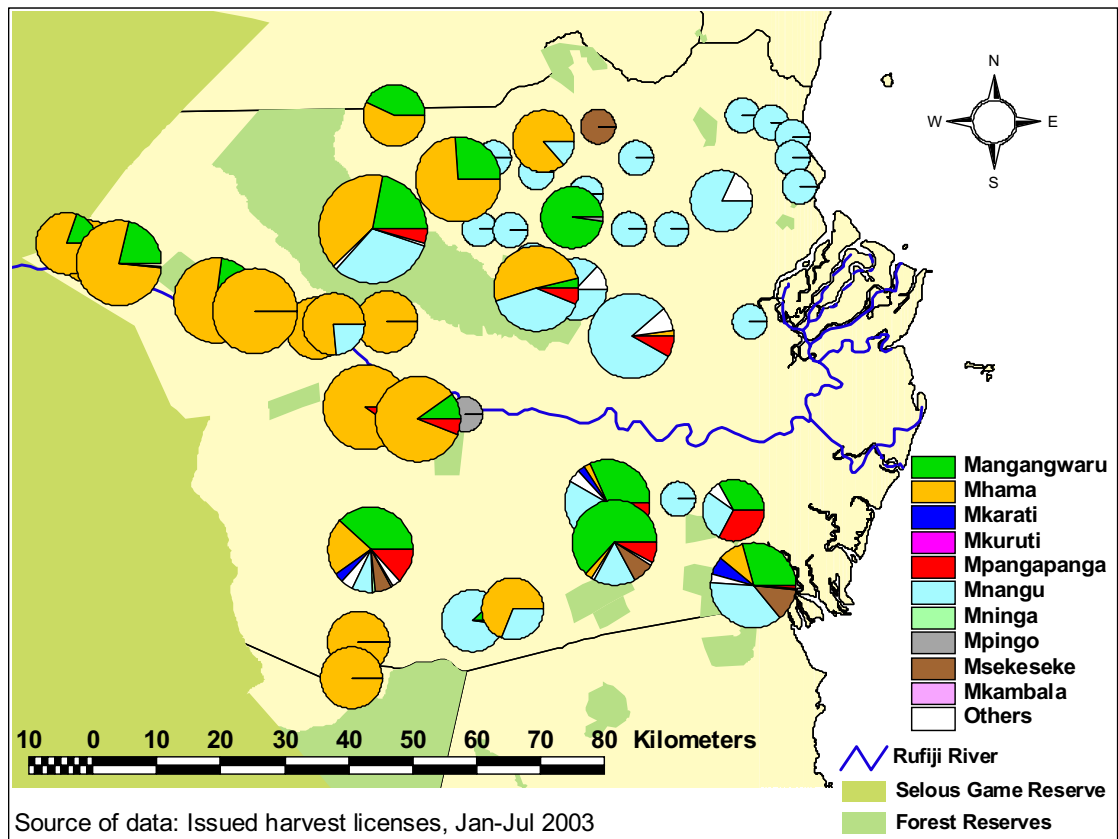 N
W E
S
Mangangwaru
Mhama
Mkarati
Mkuruti
Mpangapanga
Mnangu
Mninga
Mpingo
Msekeseke
Mkambala
Others
10 0 10 20 30 40 50 60 70 80 Kilometers
Rufiji River
Selous Game Reserve
Forest Reserves
Source of data: Issued harvest licenses, Jan-Jul 2003